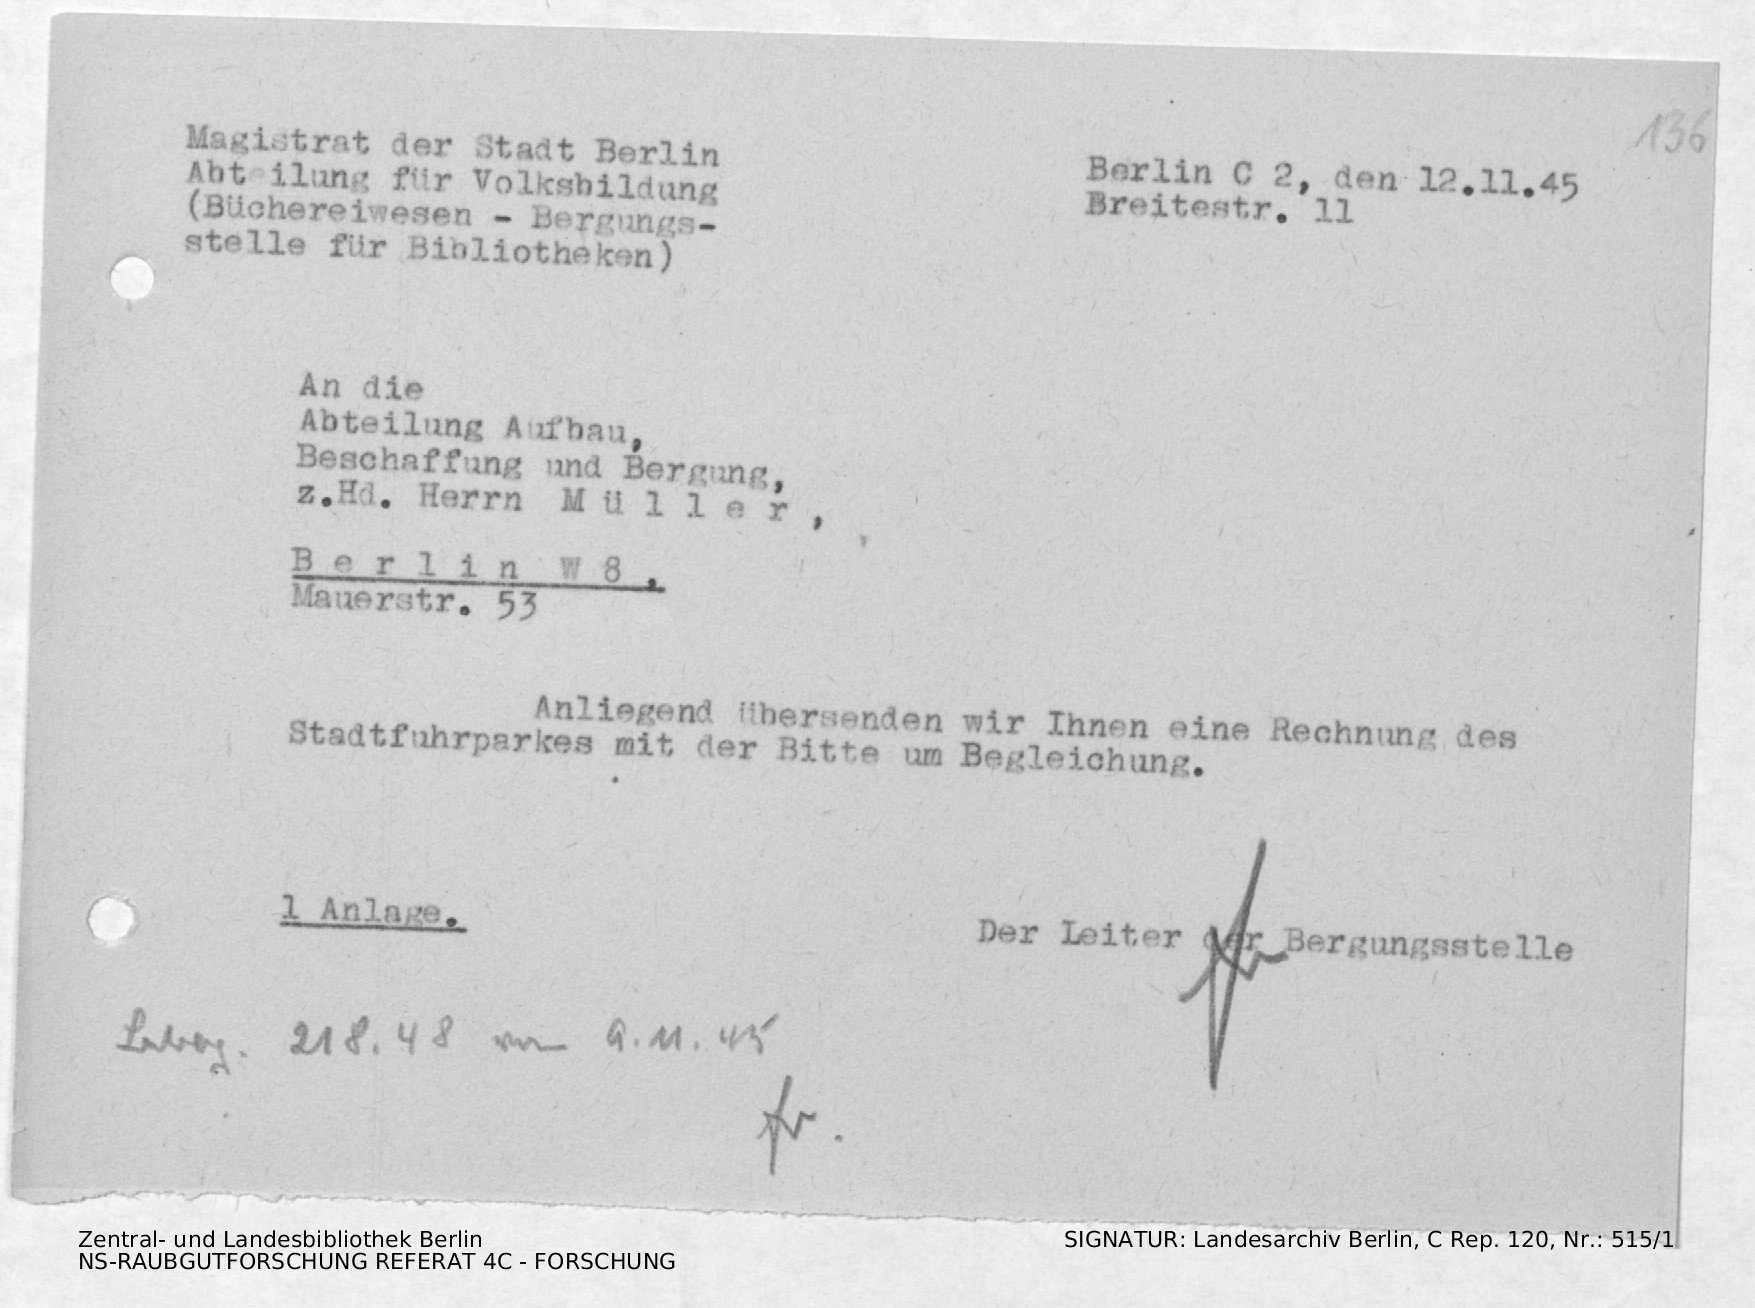 136
Magistrat der Stadt Berlin
Abteilung für Volksbildung
(Büchereiwesen - Bergungs-
stelle für Bibliotheken)
Berlin C 2, den 12.11.45
Breitestr. 11
An die
Abteilung Aufbau,
Beschaffung und Bergung,
z.Hd. Herrn M ü l l e r ,
B e r l i n W 8 ,
Mauerstr. 53
Anliegend übersenden wir Ihnen eine Rechnung des
Stadtfuhrparkes mit der Bitte um Begleichung.
1 Anlage.
Der Leiter der Bergungsstelle
218.48 vom 9.11.45
Zentral- und Landesbibliothek Berlin
NS-RAUBGUTFORSCHUNG REFERAT 4C - FORSCHUNG
SIGNATUR: Landesarchiv Berlin, C Rep. 120, Nr.: 515/1